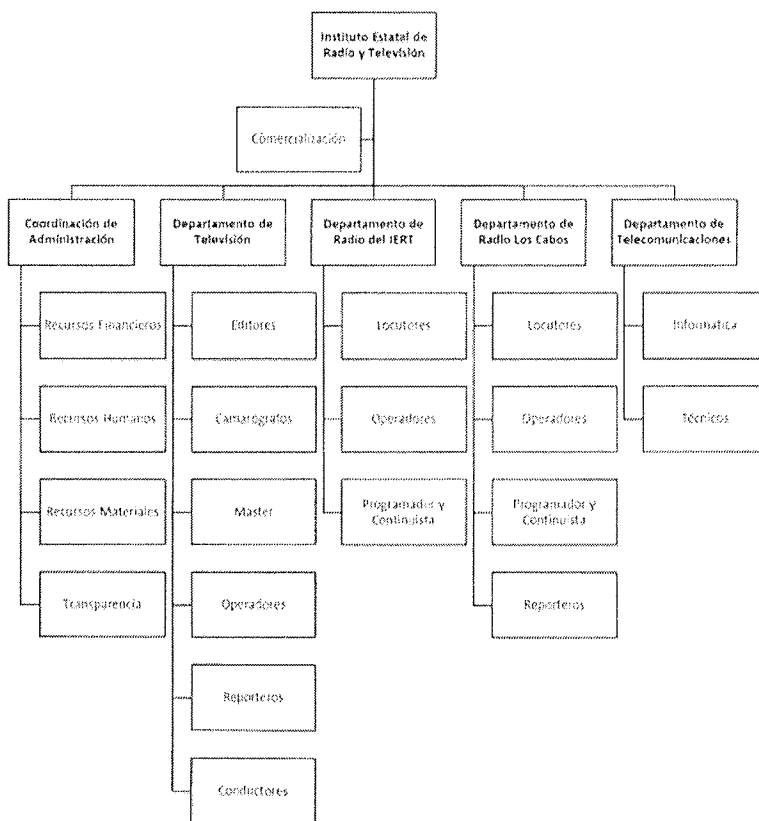 Instituto Estatal de
Radio y Televisión
Comercialización
Coordinación de
Administración
Departamento de
Televisión
Departamento de
Radio del IERT
Departamento de
Radio Los Cabos
Departamento de
Telecomunicaciones
Recursos Financieros
Recursos Humanos
Recursos Materiales
Transparencia
Editores
Camarógrafos
Master
Operadores
Reporteros
Conductores
Locutores
Operadores
Programador y
Continuista
Locutores
Operadores
Programador y
Continuista
Reporteros
Informática
Técnicos